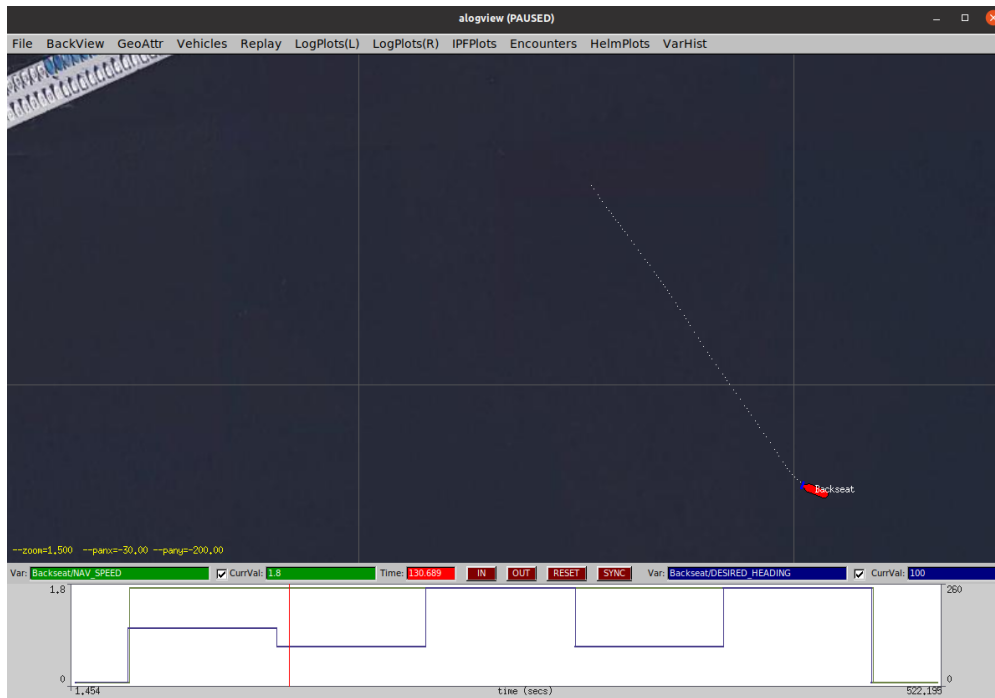 alogview (PAUSED)
File BackView GeoAttr Vehicles Replay LogPlots(L) LogPlots(R) IPFPlots Encounters HelmPlots VarHist
Backseat
--zoom=1.500 --panx=-30.00 --pany=-200.00
Var: Backseat/NAV_SPEED CurrVal: 1.8 Time: 130.689 IN OUT RESET SYNC Var: Backseat/DESIRED_HEADING CurrVal: 100
1.8 260
0 0
1.454 time (secs) 522.195